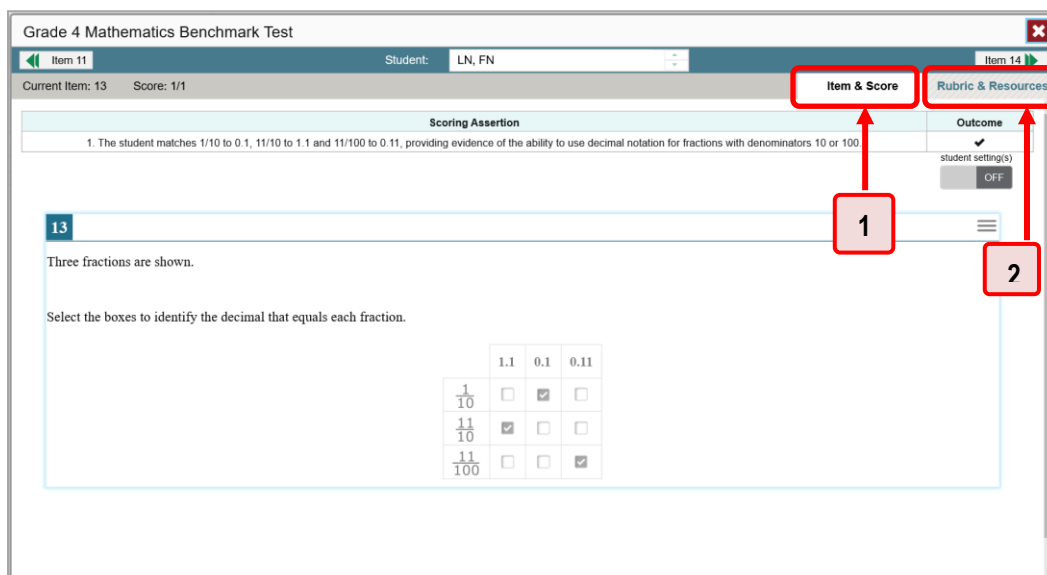 Grade 4 Mathematics Benchmark Test
Item 11
Student: LN, FN
Item 14
Current Item: 13 Score: 1/1
Item & Score
Rubric & Resources
Scoring Assertion Outcome
1. The student matches 1/10 to 0.1, 11/10 to 1.1 and 11/100 to 0.11, providing evidence of the ability to use decimal notation for fractions with denominators 10 or 100.
student setting(s)
OFF
1
2
13
Three fractions are shown.
Select the boxes to identify the decimal that equals each fraction.
1.1 0.1 0.11
1/10
11/10
11/100